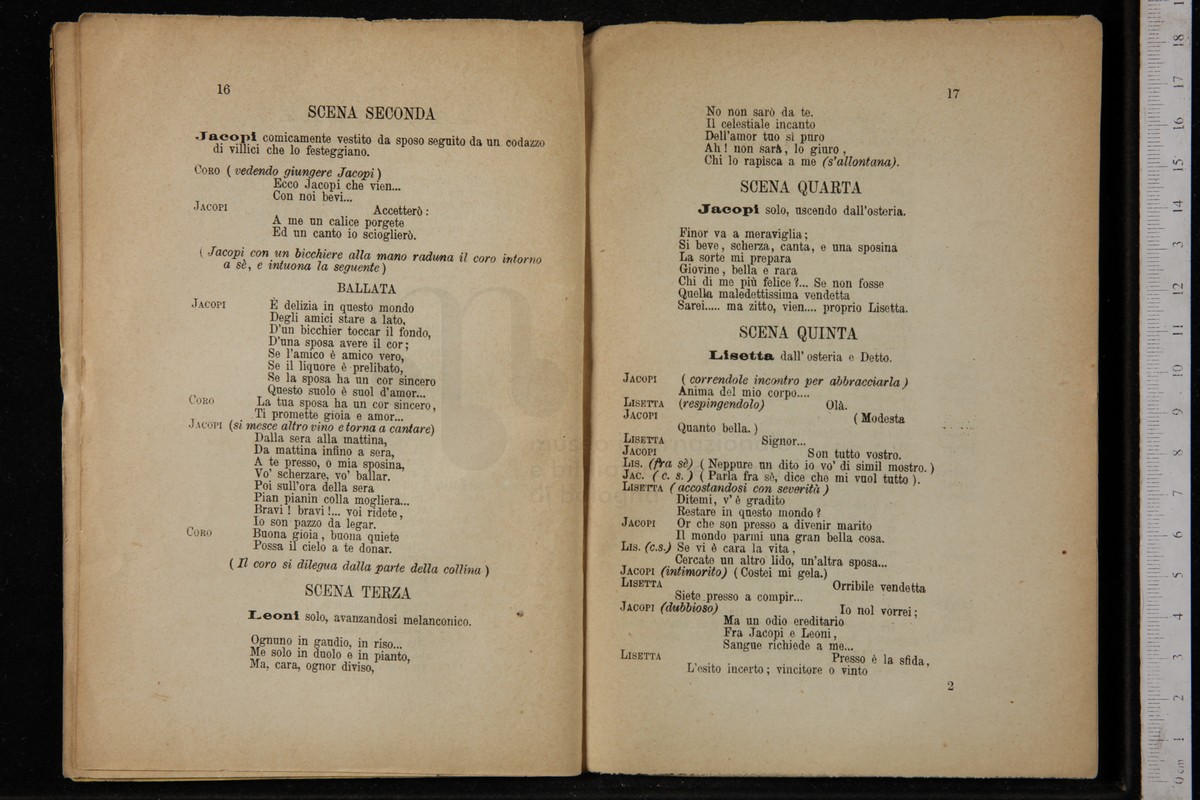 16
SCENA SECONDA
Jacopi comicamente vestito da sposo seguito da un codazzo
di villici che lo festeggiano.
CORO ( vedendo giungere Jacopi )
Ecco Jacopi che vien...
Con noi bevi...
JACOPI Accetterò :
A me un calice porgete
Ed un canto io scioglierò.
( Jacopi con un bicchiere alla mano raduna il coro intorno
a sè, e intuona la seguente )
BALLATA
JACOPI È delizia in questo mondo
Degli amici stare a lato,
D'un bicchier toccar il fondo,
D'una sposa avere il cor ;
Se l'amico è amico vero,
Se il liquore è prelibato,
Se la sposa ha un cor sincero
Questo suolo è suol d'amor...
CORO La tua sposa ha un cor sincero,
Ti promette gioia e amor...
JACOPI (si mesce altro vino e torna a cantare)
Dalla sera alla mattina,
Da mattina infino a sera,
A te presso, o mia sposina,
Vo' scherzare, vo' ballar.
Poi sull'ora della sera
Pian pianin colla mogliera...
Bravi ! bravi !... voi ridete,
Io son pazzo da legar.
CORO Buona gioia, buona quiete
Possa il cielo a te donar.
( Il coro si dilegua dalla parte della collina )
SCENA TERZA
Leoni solo, avanzandosi melanconico.
Ognuno in gaudio, in riso...
Me solo in duolo e in pianto,
Ma, cara, ognor diviso,
17
No non sarò da te.
Il celestiale incanto
Dell'amor tuo sì puro
Ah ! non sarà, lo giuro ,
Chi lo rapisca a me (s'allontana).
SCENA QUARTA
Jacopi solo, uscendo dall'osteria.
Finor va a meraviglia ;
Si beve, scherza, canta, e una sposina
La sorte mi prepara
Giovine, bella e rara
Chi di me più felice ?... Se non fosse
Quella maledettissima vendetta
Sarei..... ma zitto, vien.... proprio Lisetta.
SCENA QUINTA
Lisetta dall' osteria e Detto.
JACOPI ( correndole incontro per abbracciarla )
Anima del mio corpo....
LISETTA (respingendolo) Olà.
JACOPI ( Modesta
Quanto bella. )
LISETTA Signor...
JACOPI Son tutto vostro.
LIS. (fra sè) ( Neppure un dito io vo' di simil mostro. )
JAC. ( c. s. ) ( Parla fra sè, dice che mi vuol tutto ).
LISETTA ( accostandosi con severità )
Ditemi, v' è gradito
Restare in questo mondo ?
JACOPI Or che son presso a divenir marito
Il mondo parmi una gran bella cosa.
LIS. (c.s.) Se vi è cara la vita ,
Cercate un altro lido, un'altra sposa...
JACOPI (intimorito) ( Costei mi gela.)
LISETTA Orribile vendetta
Siete presso a compir...
JACOPI (dubbioso) Io nol vorrei ;
Ma un odio ereditario
Fra Jacopi e Leoni,
Sangue richiede a me...
LISETTA Presso è la sfida,
L'esito incerto ; vincitore o vinto
2